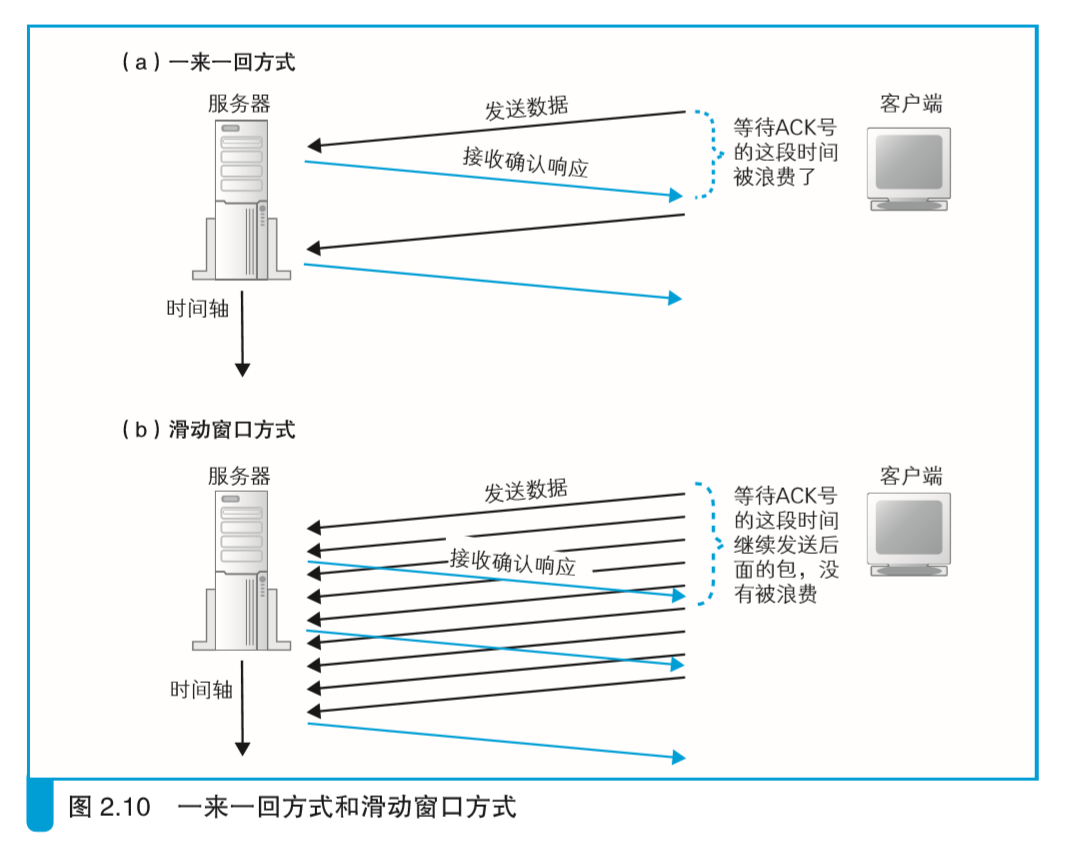 (a)一来一回方式
服务器
发送数据
接收确认响应
等待ACK号
的这段时间
被浪费了
客户端
时间轴
(b)滑动窗口方式
服务器
发送数据
接收确认响应
等待ACK号
的这段时间
继续发送后
面的包，没
有被浪费
客户端
时间轴
图 2.10 一来一回方式和滑动窗口方式